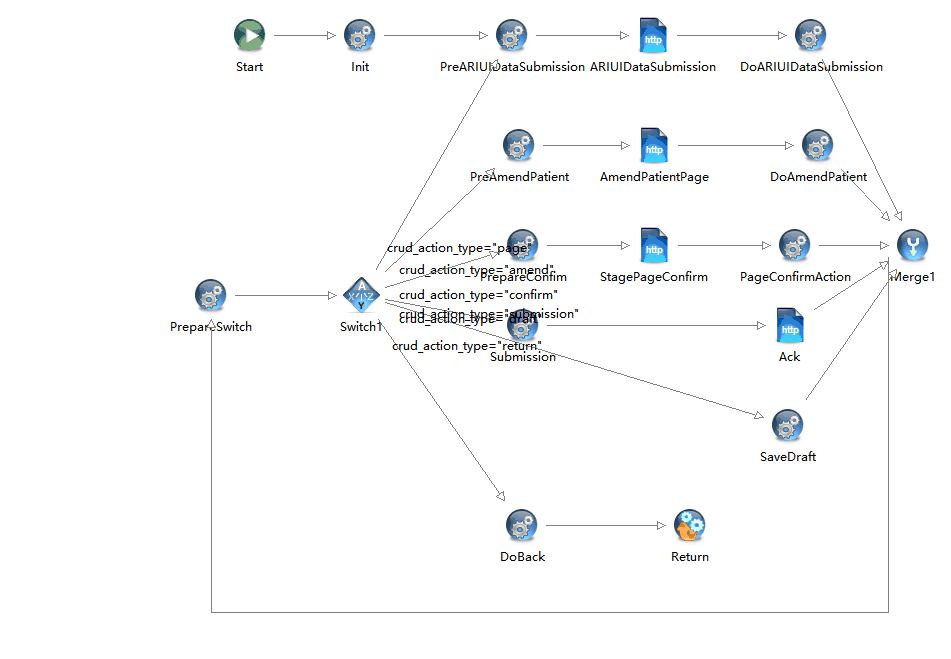 Start
Init
PreARIUIDataSubmission
ARIUIDataSubmission
DoARIUIDataSubmission
PreAmendPatient
AmendPatientPage
DoAmendPatient
crud_action_type="page"
crud_action_type="amend"
PrepareConfim
StagePageConfirm
PageConfirmAction
Merge1
crud_action_type="confirm"
crud_action_type="submission"
crud_action_type="draft"
PrepareSwitch
Switch1
crud_action_type="return"
Submission
Ack
SaveDraft
DoBack
Return
http
http
http
http